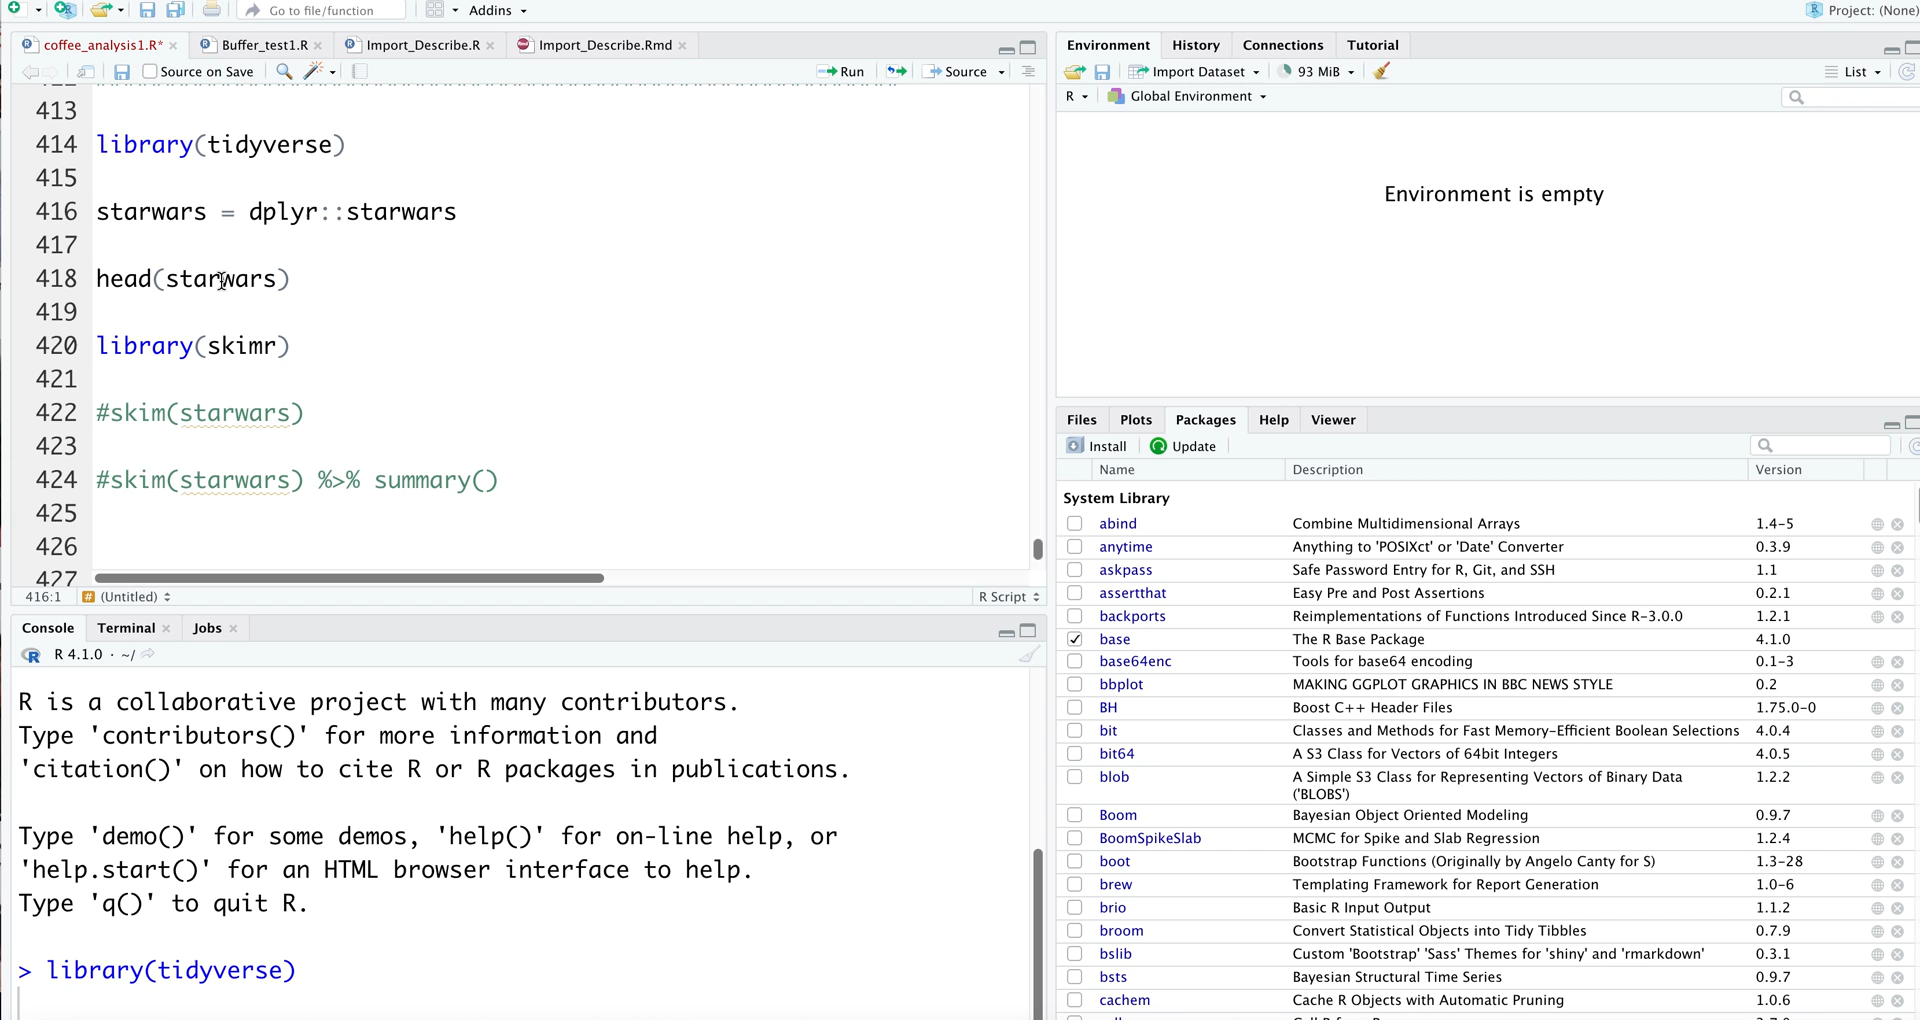 Go to file/function
Addins
Project: (None)
coffee_analysis1.R*
Buffer_test1.R
Import_Describe.R
Import_Describe.Rmd
Source on Save
Run
Source
413
414 library(tidyverse)
415
416 starwars = dplyr::starwars
417
418 head(starwars)
419
420 library(skimr)
421
422 #skim(starwars)
423
424 #skim(starwars) %>% summary()
425
426
427
416:1
# (Untitled)
R Script
Console
Terminal
Jobs
R 4.1.0 · ~/
R is a collaborative project with many contributors.
Type 'contributors()' for more information and
'citation()' on how to cite R or R packages in publications.
Type 'demo()' for some demos, 'help()' for on-line help, or
'help.start()' for an HTML browser interface to help.
Type 'q()' to quit R.
> library(tidyverse)
Environment
History
Connections
Tutorial
Import Dataset
93 MiB
List
R
Global Environment
Environment is empty
Files
Plots
Packages
Help
Viewer
Install
Update
Name Description Version
System Library
abind Combine Multidimensional Arrays 1.4-5
anytime Anything to 'POSIXct' or 'Date' Converter 0.3.9
askpass Safe Password Entry for R, Git, and SSH 1.1
assertthat Easy Pre and Post Assertions 0.2.1
backports Reimplementations of Functions Introduced Since R-3.0.0 1.2.1
base The R Base Package 4.1.0
base64enc Tools for base64 encoding 0.1-3
bbplot MAKING GGPLOT GRAPHICS IN BBC NEWS STYLE 0.2
BH Boost C++ Header Files 1.75.0-0
bit Classes and Methods for Fast Memory-Efficient Boolean Selections 4.0.4
bit64 A S3 Class for Vectors of 64bit Integers 4.0.5
blob A Simple S3 Class for Representing Vectors of Binary Data 1.2.2
('BLOBS')
Boom Bayesian Object Oriented Modeling 0.9.7
BoomSpikeSlab MCMC for Spike and Slab Regression 1.2.4
boot Bootstrap Functions (Originally by Angelo Canty for S) 1.3-28
brew Templating Framework for Report Generation 1.0-6
brio Basic R Input Output 1.1.2
broom Convert Statistical Objects into Tidy Tibbles 0.7.9
bslib Custom 'Bootstrap' 'Sass' Themes for 'shiny' and 'rmarkdown' 0.3.1
bsts Bayesian Structural Time Series 0.9.7
cachem Cache R Objects with Automatic Pruning 1.0.6